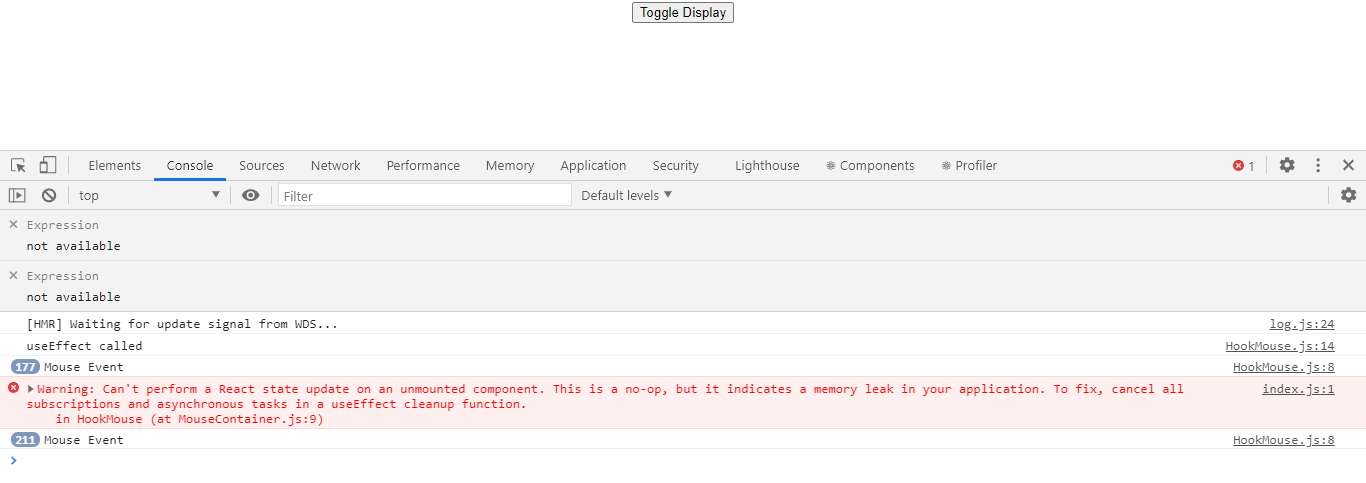 Toggle Display
Elements Console Sources Network Performance Memory Application Security Lighthouse Components Profiler 1
top Filter Default levels
Expression
not available
Expression
not available
[HMR] Waiting for update signal from WDS... log.js:24
useEffect called HookMouse.js:14
177 Mouse Event HookMouse.js:8
Warning: Can't perform a React state update on an unmounted component. This is a no-op, but it indicates a memory leak in your application. To fix, cancel all index.js:1
subscriptions and asynchronous tasks in a useEffect cleanup function.
in HookMouse (at MouseContainer.js:9)
211 Mouse Event HookMouse.js:8